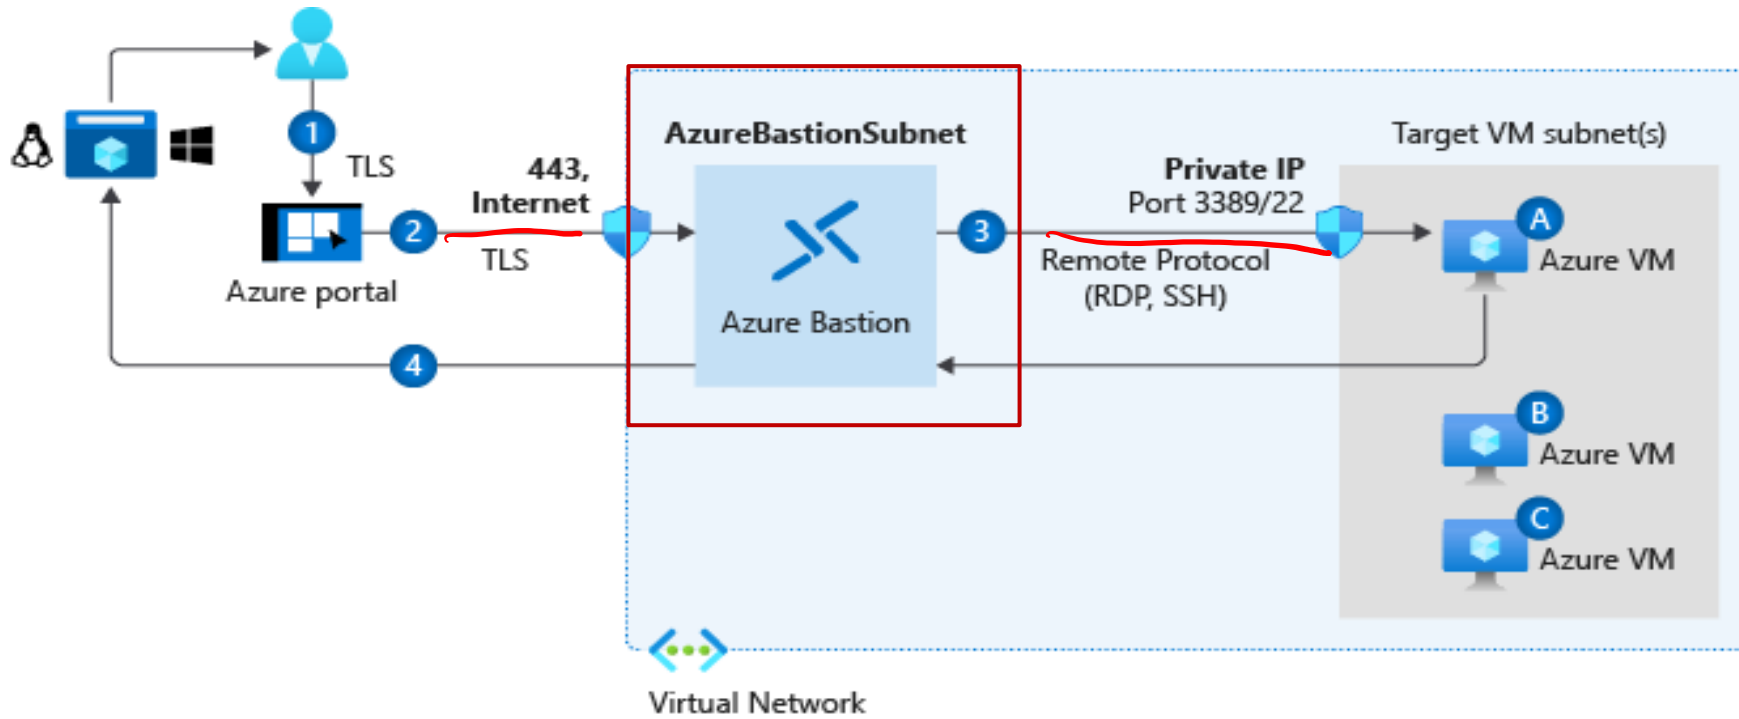 1
TLS
Azure portal
2
443,
Internet
TLS
AzureBastionSubnet
Azure Bastion
3
Private IP
Port 3389/22
Remote Protocol
(RDP, SSH)
Target VM subnet(s)
A
Azure VM
B
Azure VM
C
Azure VM
4
Virtual Network